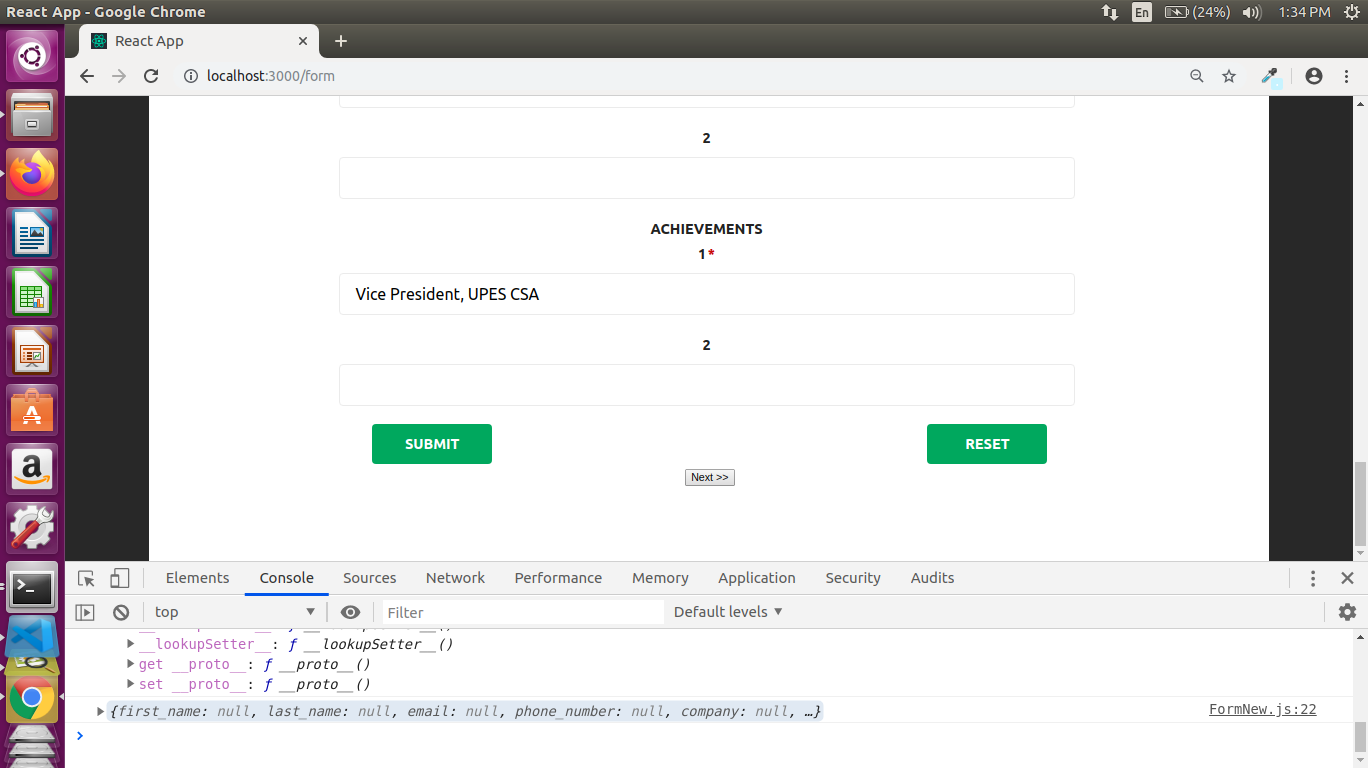 React App - Google Chrome
En (24%) 1:34 PM
React App
localhost:3000/form
2
ACHIEVEMENTS
1*
Vice President, UPES CSA
2
SUBMIT RESET
Next >>
Elements Console Sources Network Performance Memory Application Security Audits
top Filter Default levels
__lookupSetter__: ƒ __lookupSetter__()
get __proto__: ƒ __proto__()
set __proto__: ƒ __proto__()
{first_name: null, last_name: null, email: null, phone_number: null, company: null, …} FormNew.js:22